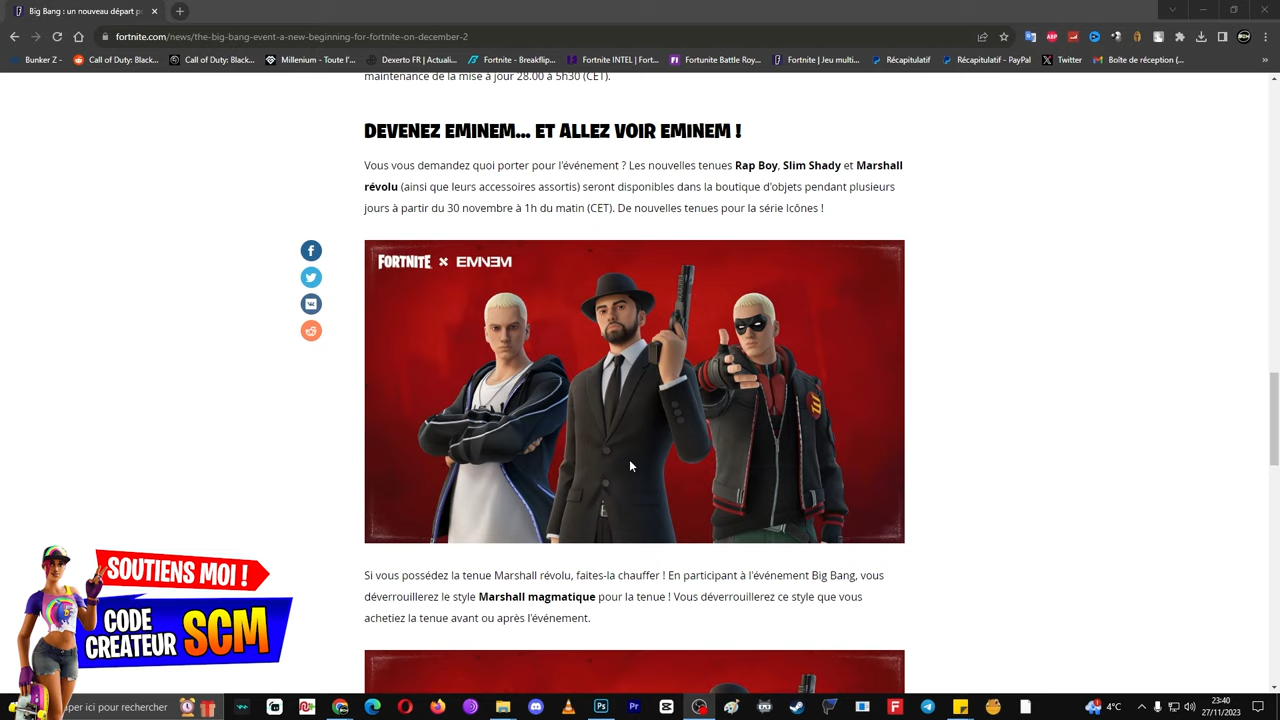 Big Bang : un nouveau départ p
fortnite.com/news/the-big-bang-event-a-new-beginning-for-fortnite-on-december-2
Bunker Z -
Call of Duty: Black...
Call of Duty: Black...
Millenium - Toute l'...
Dexerto FR | Actuali...
Fortnite - Breakflip...
Fortnite INTEL | Fort...
Fortunite Battle Roy...
Fortnite | Jeu multi...
Récapitulatif
Récapitulatif - PayPal
Twitter
Boîte de réception (...
»
maintenance de la mise à jour 28.00 à 5h30 (CET).
DEVENEZ EMINEM... ET ALLEZ VOIR EMINEM !
Vous vous demandez quoi porter pour l'événement ? Les nouvelles tenues Rap Boy, Slim Shady et Marshall
révolu (ainsi que leurs accessoires assortis) seront disponibles dans la boutique d'objets pendant plusieurs
jours à partir du 30 novembre à 1h du matin (CET). De nouvelles tenues pour la série Icônes !
FORTNITE x EMINEM
Si vous possédez la tenue Marshall révolu, faites-la chauffer ! En participant à l'événement Big Bang, vous
déverrouillerez le style Marshall magmatique pour la tenue ! Vous déverrouillerez ce style que vous
achetiez la tenue avant ou après l'événement.
SOUTIENS MOI !
CODE
CREATEUR SCM
per ici pour rechercher
4°C
23:40
27/11/2023